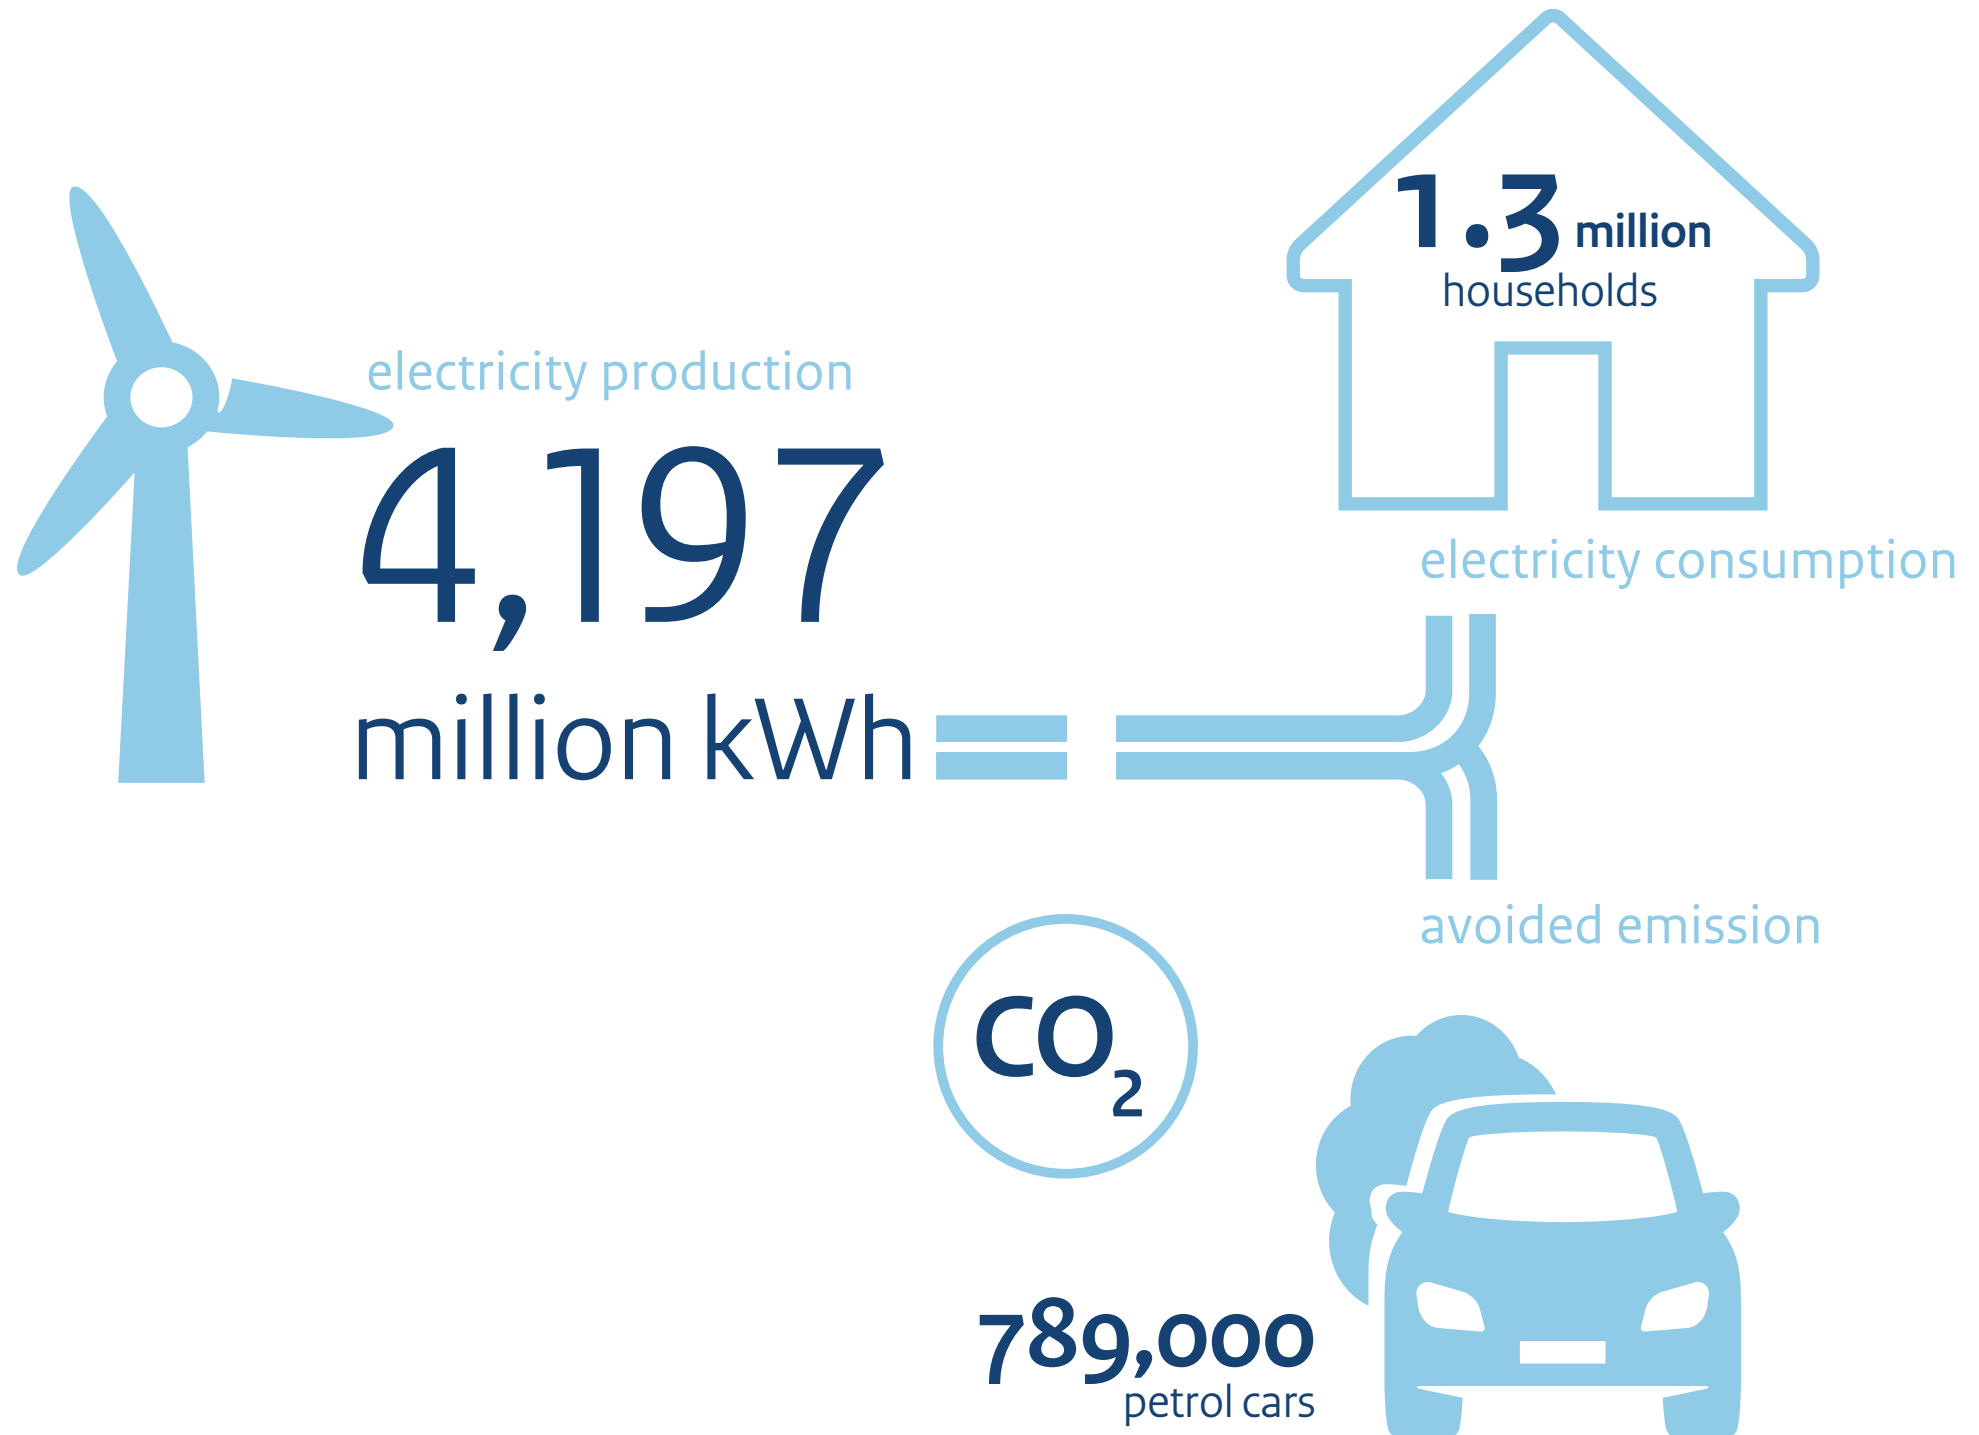 1.3 million
households
electricity production
4,197
million kWh
electricity consumption
avoided emission
CO₂
789,000
petrol cars